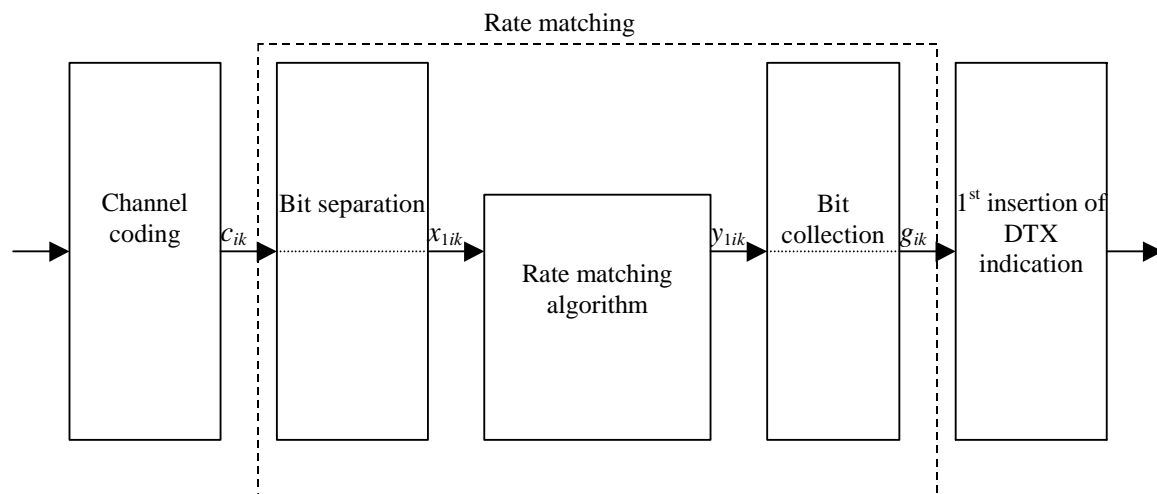 Rate matching
Channel
coding
c_ik
Bit separation
x_1ik
Rate matching
algorithm
y_1ik
Bit
collection
g_ik
1st insertion of
DTX
indication